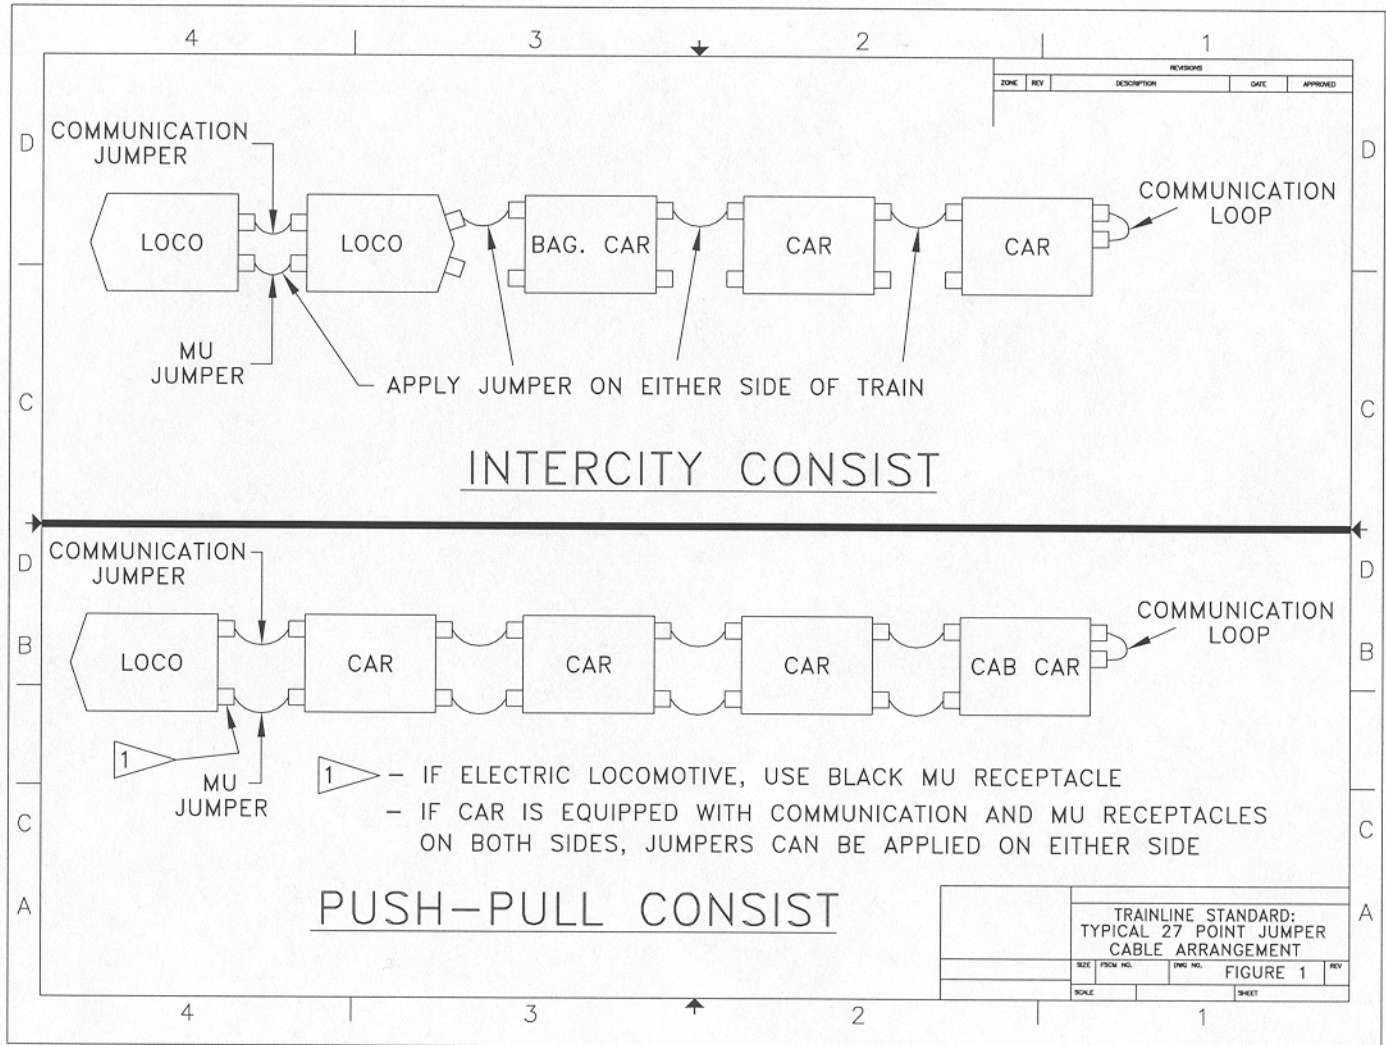 4 3 2 1
REVISIONS
ZONE REV DESCRIPTION DATE APPROVED
D D
COMMUNICATION
JUMPER
COMMUNICATION
LOOP
LOCO LOCO BAG. CAR CAR CAR
MU
JUMPER
APPLY JUMPER ON EITHER SIDE OF TRAIN
C C
INTERCITY CONSIST
D D
COMMUNICATION
JUMPER
COMMUNICATION
LOOP
B B
LOCO CAR CAR CAR CAB CAR
1
MU
JUMPER
1 – IF ELECTRIC LOCOMOTIVE, USE BLACK MU RECEPTACLE
– IF CAR IS EQUIPPED WITH COMMUNICATION AND MU RECEPTACLES
ON BOTH SIDES, JUMPERS CAN BE APPLIED ON EITHER SIDE
C C
A A
PUSH–PULL CONSIST
TRAINLINE STANDARD:
TYPICAL 27 POINT JUMPER
CABLE ARRANGEMENT
SIZE FSCM NO. DWG NO. FIGURE 1 REV
SCALE SHEET
4 3 2 1